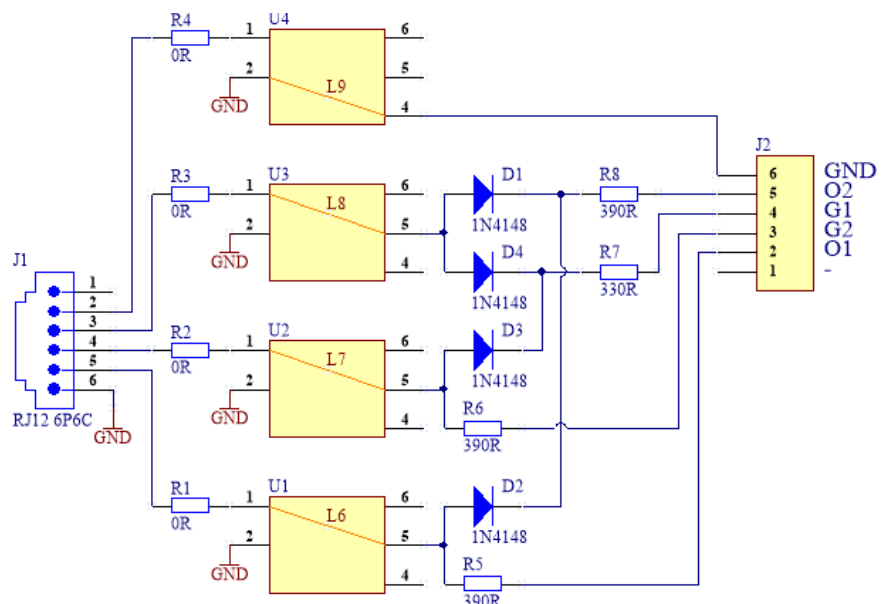 R4
0R
1
2
GND
U4
L9
6
5
4
R3
0R
1
2
GND
U3
L8
6
5
4
D1
1N4148
D4
1N4148
R8
390R
R7
330R
J2
6 GND
5 O2
4 G1
3 G2
2 O1
1 -
J1
1
2
3
4
5
6
RJ12 6P6C
GND
R2
0R
1
2
GND
U2
L7
6
5
4
D3
1N4148
R6
390R
R1
0R
1
2
GND
U1
L6
6
5
4
D2
1N4148
R5
390R